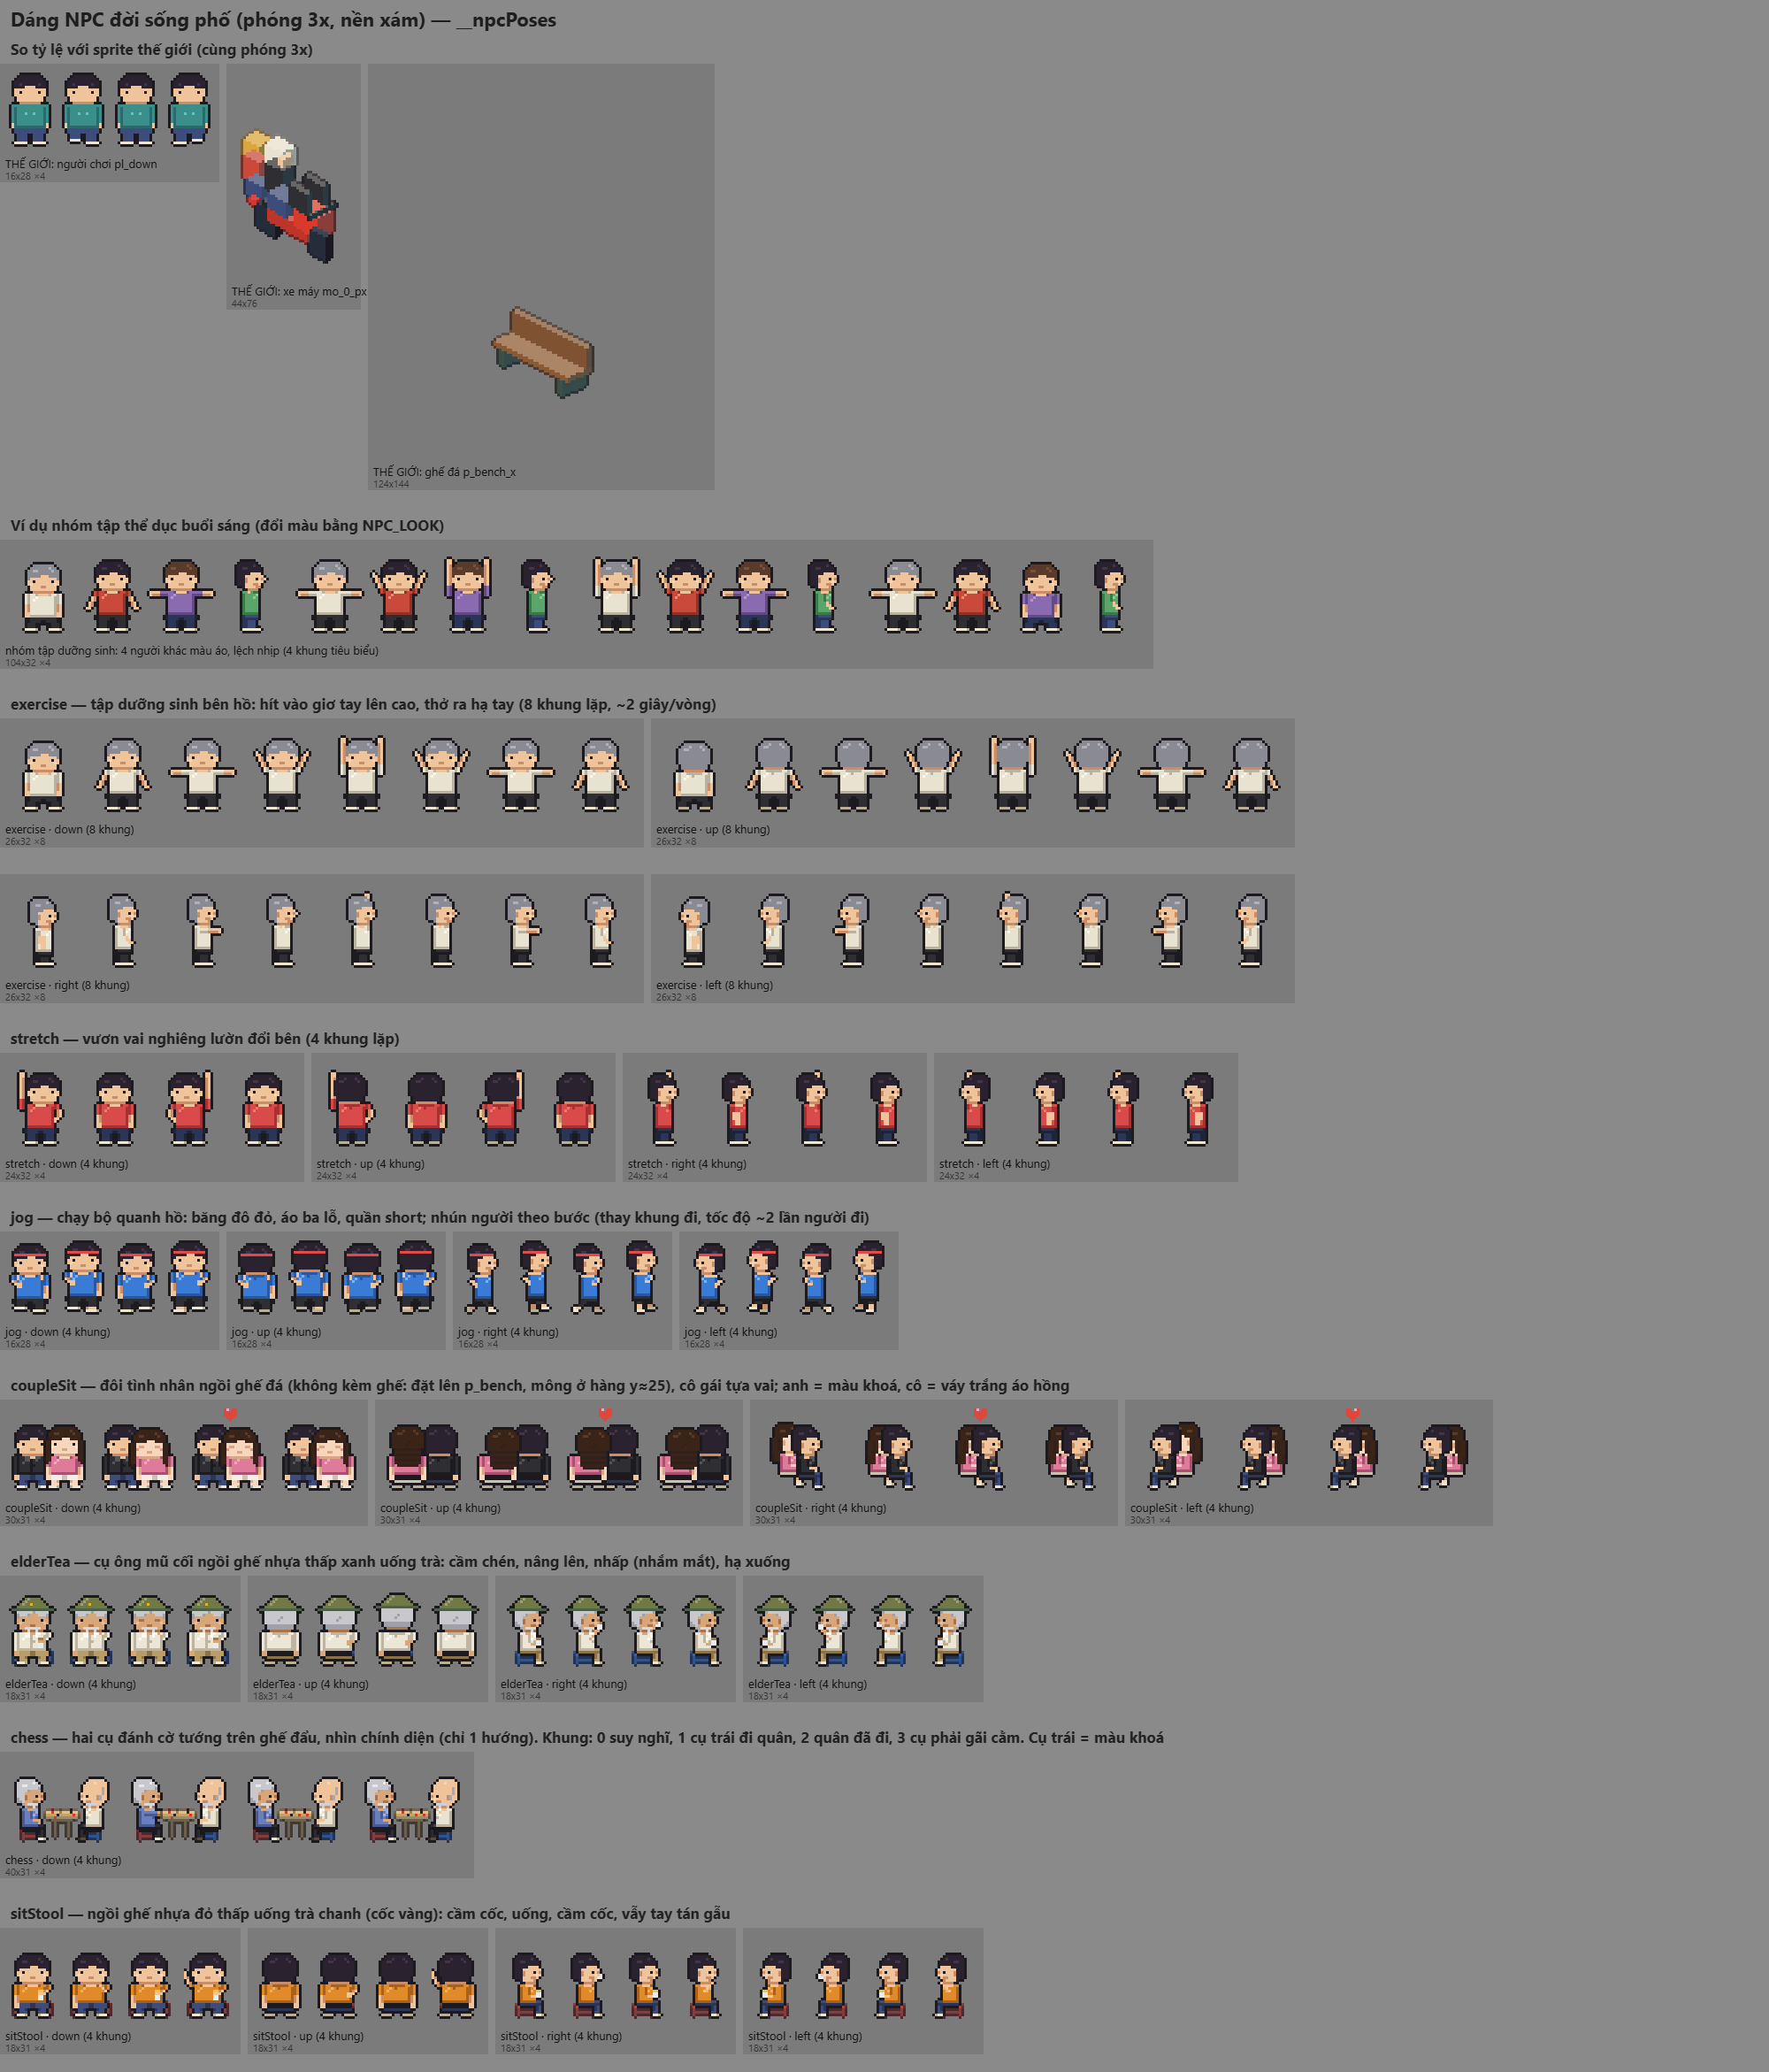 Dáng NPC đời sống phố (phóng 3x, nền xám) — __npcPoses
So tỷ lệ với sprite thế giới (cùng phóng 3x)
THẾ GIỚI: người chơi pl_down
16x28 ×4
THẾ GIỚI: xe máy mo_0_px
44x76
THẾ GIỚI: ghế đá p_bench_x
124x144
Ví dụ nhóm tập thể dục buổi sáng (đổi màu bằng NPC_LOOK)
nhóm tập dưỡng sinh: 4 người khác màu áo, lệch nhịp (4 khung tiêu biểu)
104x32 ×4
exercise — tập dưỡng sinh bên hồ: hít vào giơ tay lên cao, thở ra hạ tay (8 khung lặp, ~2 giây/vòng)
exercise · down (8 khung)
26x32 ×8
exercise · up (8 khung)
26x32 ×8
exercise · right (8 khung)
26x32 ×8
exercise · left (8 khung)
26x32 ×8
stretch — vươn vai nghiêng lườn đổi bên (4 khung lặp)
stretch · down (4 khung)
24x32 ×4
stretch · up (4 khung)
24x32 ×4
stretch · right (4 khung)
24x32 ×4
stretch · left (4 khung)
24x32 ×4
jog — chạy bộ quanh hồ: băng đô đỏ, áo ba lỗ, quần short; nhún người theo bước (thay khung đi, tốc độ ~2 lần người đi)
jog · down (4 khung)
16x28 ×4
jog · up (4 khung)
16x28 ×4
jog · right (4 khung)
16x28 ×4
jog · left (4 khung)
16x28 ×4
coupleSit — đôi tình nhân ngồi ghế đá (không kèm ghế: đặt lên p_bench, mông ở hàng y≈25), cô gái tựa vai; anh = màu khoá, cô = váy trắng áo hồng
coupleSit · down (4 khung)
30x31 ×4
coupleSit · up (4 khung)
30x31 ×4
coupleSit · right (4 khung)
30x31 ×4
coupleSit · left (4 khung)
30x31 ×4
elderTea — cụ ông mũ cối ngồi ghế nhựa thấp xanh uống trà: cầm chén, nâng lên, nhấp (nhắm mắt), hạ xuống
elderTea · down (4 khung)
18x31 ×4
elderTea · up (4 khung)
18x31 ×4
elderTea · right (4 khung)
18x31 ×4
elderTea · left (4 khung)
18x31 ×4
chess — hai cụ đánh cờ tướng trên ghế đẩu, nhìn chính diện (chỉ 1 hướng). Khung: 0 suy nghĩ, 1 cụ trái đi quân, 2 quân đã đi, 3 cụ phải gãi cằm. Cụ trái = màu khoá
chess · down (4 khung)
40x31 ×4
sitStool — ngồi ghế nhựa đỏ thấp uống trà chanh (cốc vàng): cầm cốc, uống, cầm cốc, vẫy tay tán gẫu
sitStool · down (4 khung)
18x31 ×4
sitStool · up (4 khung)
18x31 ×4
sitStool · right (4 khung)
18x31 ×4
sitStool · left (4 khung)
18x31 ×4